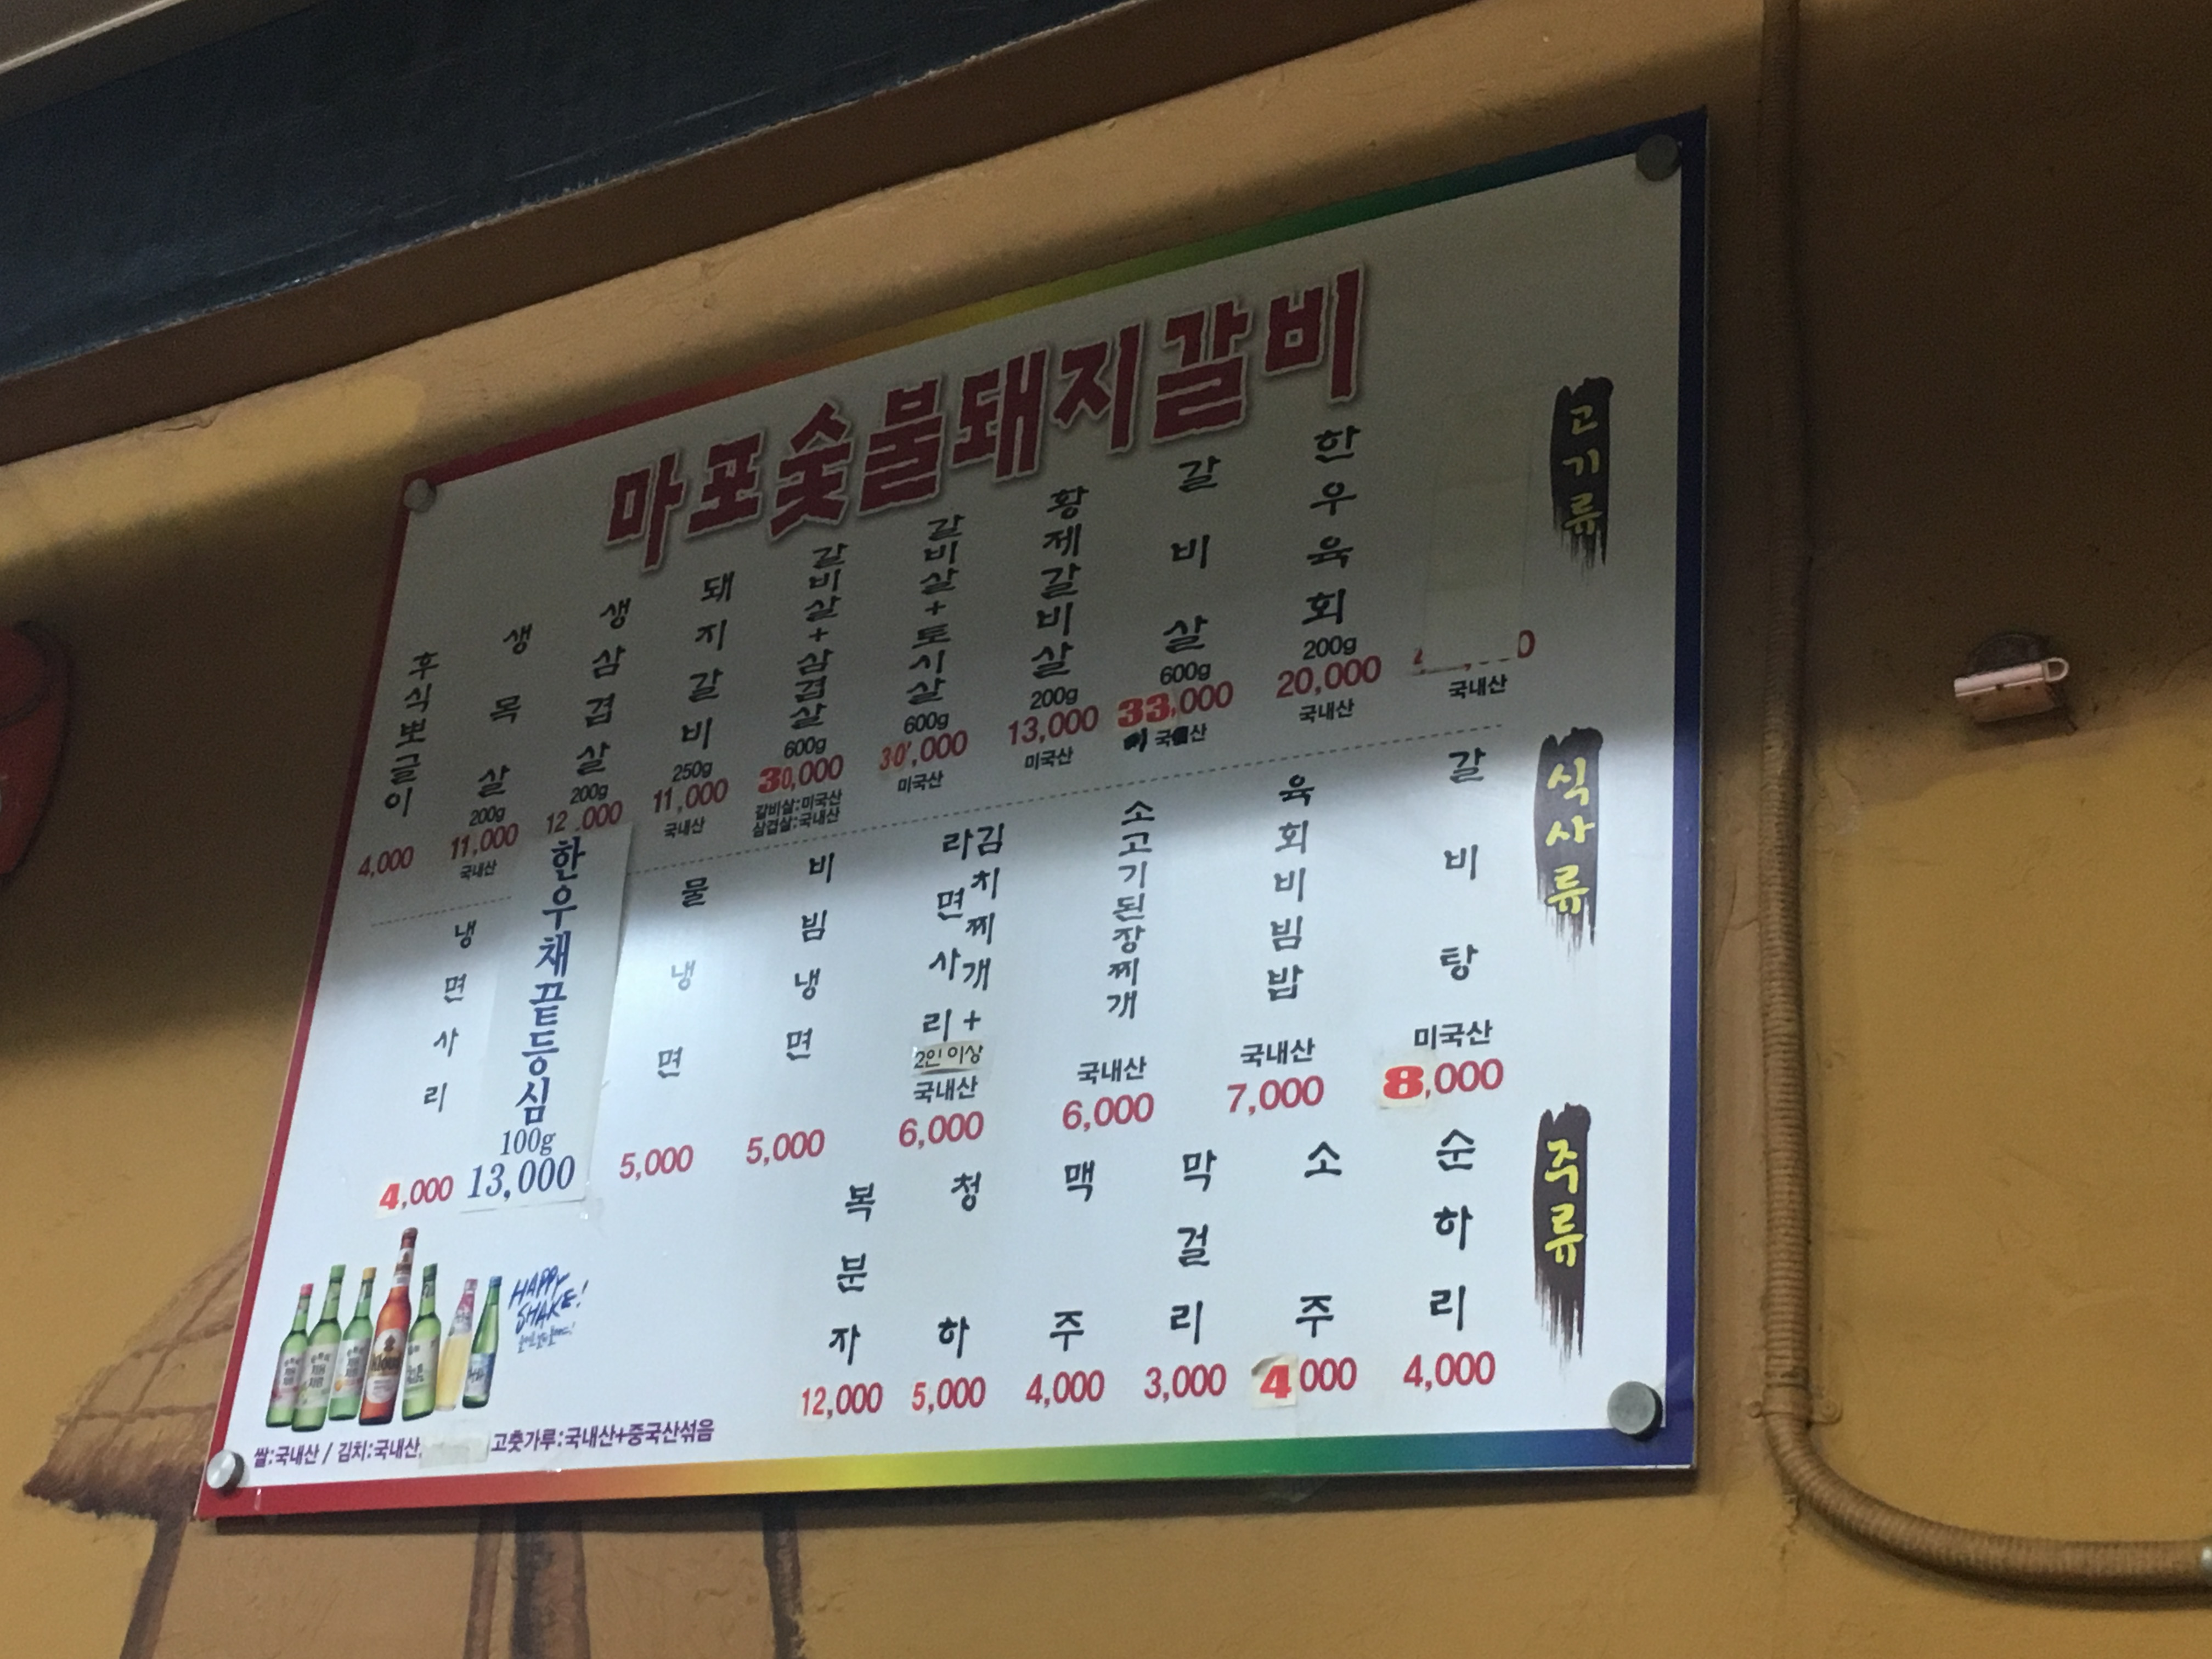 마포숯불돼지갈비
고기류
국내산
한우육회
200g
20,000
국내산
갈비살
600g
33,000
황제갈비살
200g
13,000
미국산
갈비살+토시살
600g
30,000
미국산
갈비살+삼겹살
600g
30,000
갈비살:미국산
삼겹살:국내산
돼지갈비
250g
11,000
국내산
생삼겹살
200g
12,000
생목살
200g
11,000
국내산
후식뽀글이
4,000
식사류
갈비탕
미국산
8,000
육회비빔밥
국내산
7,000
소고기된장찌개
국내산
6,000
김치찌개+
라면사리
2인 이상
국내산
6,000
비빔냉면
5,000
물냉면
5,000
한우채끝등심
100g
13,000
냉면사리
4,000
주류
순하리
4,000
소주
4000
막걸리
3,000
맥주
4,000
청하
5,000
복분자
12,000
HAPPY
SHAKE!
쌀:국내산 / 김치:국내산, 고춧가루:국내산+중국산섞음